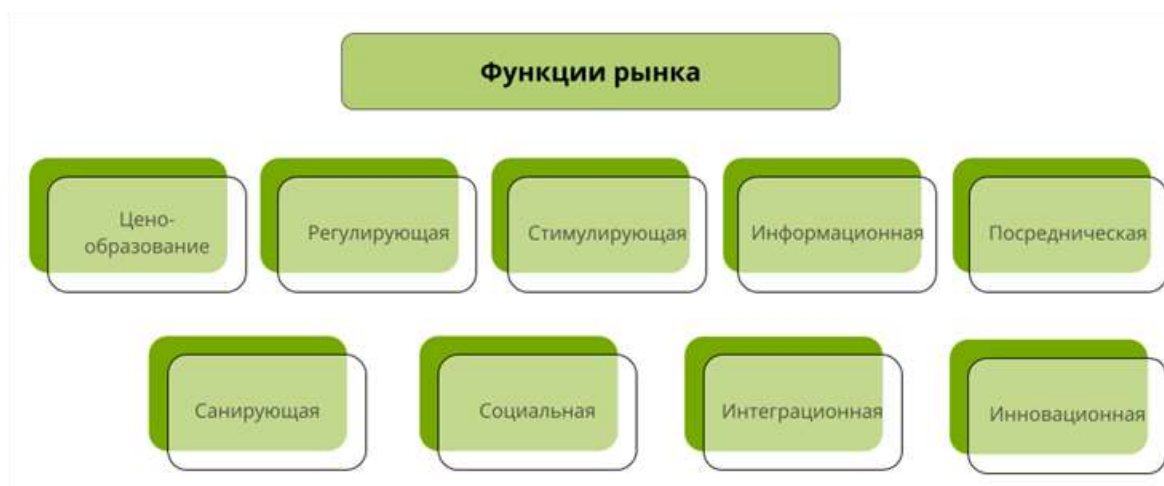 Функции рынка
Цено-
образование
Регулирующая
Стимулирующая
Информационная
Посредническая
Санирующая
Социальная
Интеграционная
Инновационная